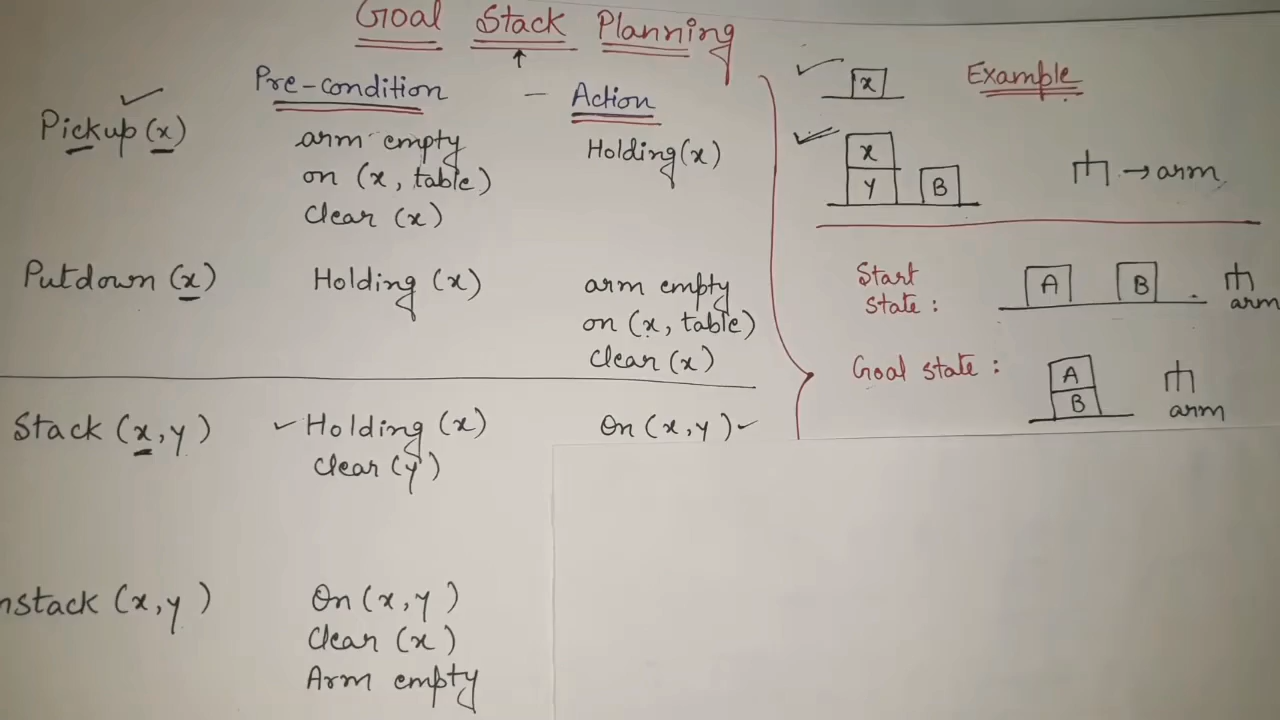 Goal Stack Planning
Pre-condition - Action
Pickup (x)
arm empty
on (x, table)
Clear (x)
Holding (x)
Putdown (x)
Holding (x)
arm empty
on (x, table)
Clear (x)
Stack (x, y)
Holding (x)
Clear (y)
On (x, y)
nstack (x, y)
On (x, y)
Clear (x)
Arm empty
Example
x
x
y
B
→ arm
Start
state :
A
B
arm
Goal state :
A
B
arm